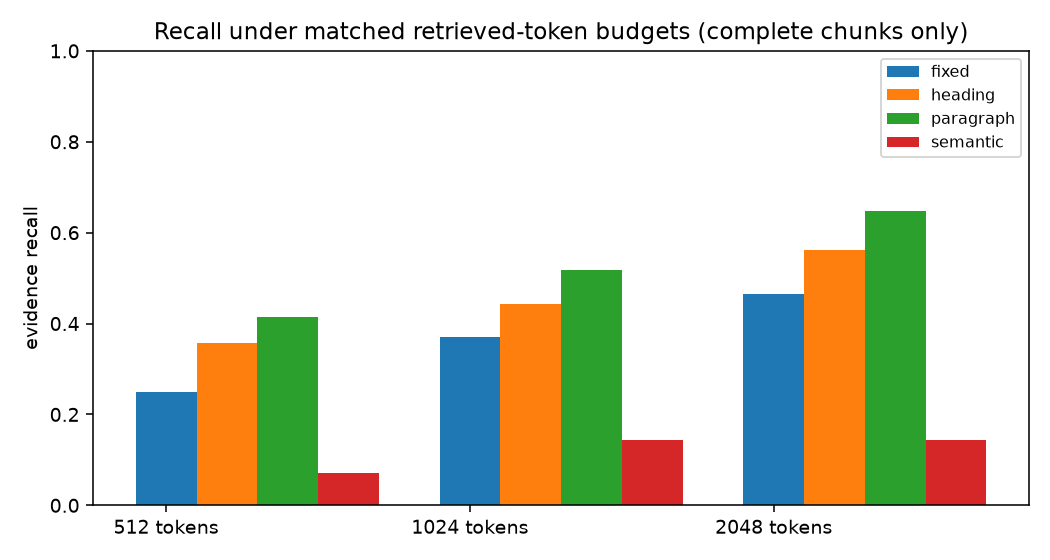 Recall under matched retrieved-token budgets (complete chunks only)
1.0
0.8
0.6
0.4
0.2
0.0
evidence recall
fixed
heading
paragraph
semantic
512 tokens
1024 tokens
2048 tokens